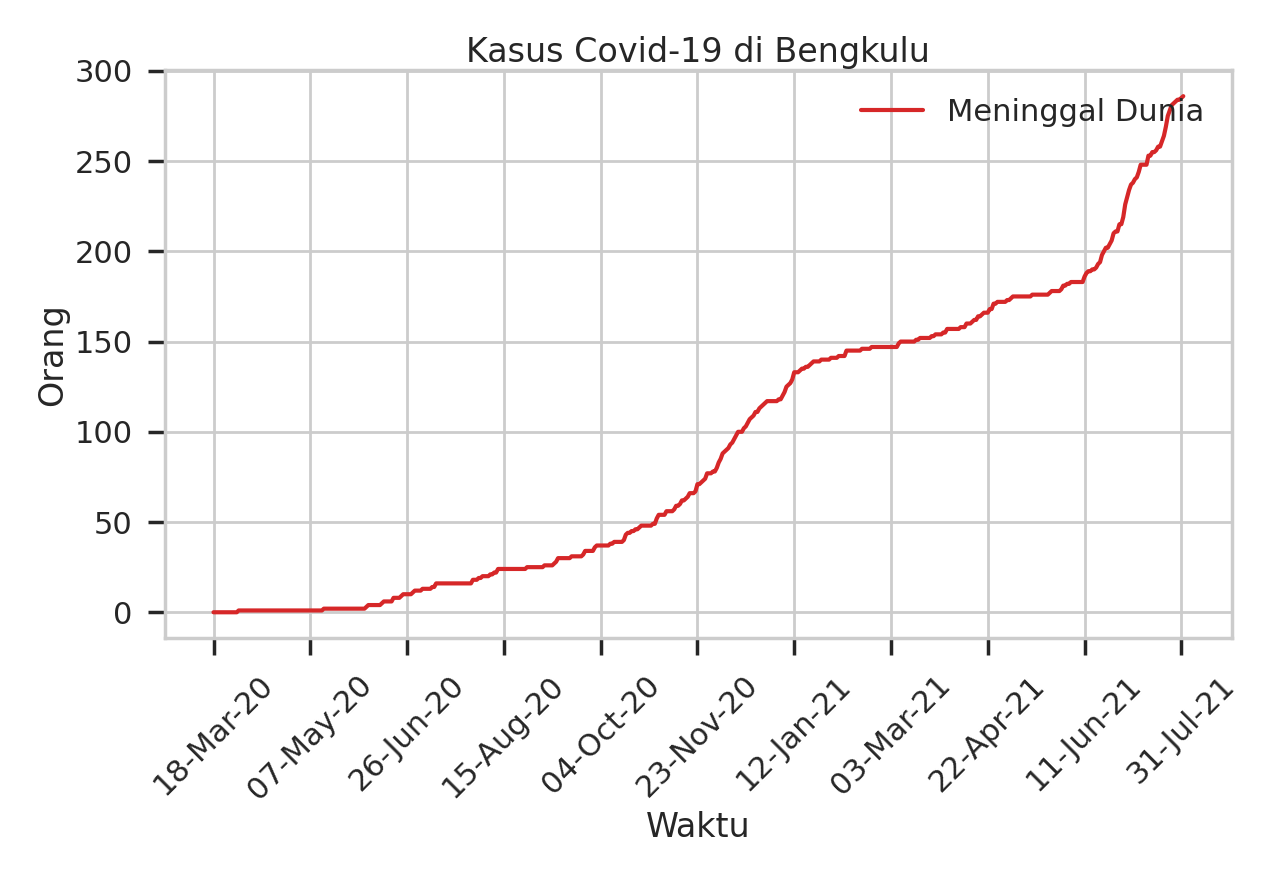 Kasus Covid-19 di Bengkulu
Meninggal Dunia
Orang
300
250
200
150
100
50
0
18-Mar-20
07-May-20
26-Jun-20
15-Aug-20
04-Oct-20
23-Nov-20
12-Jan-21
03-Mar-21
22-Apr-21
11-Jun-21
31-Jul-21
Waktu